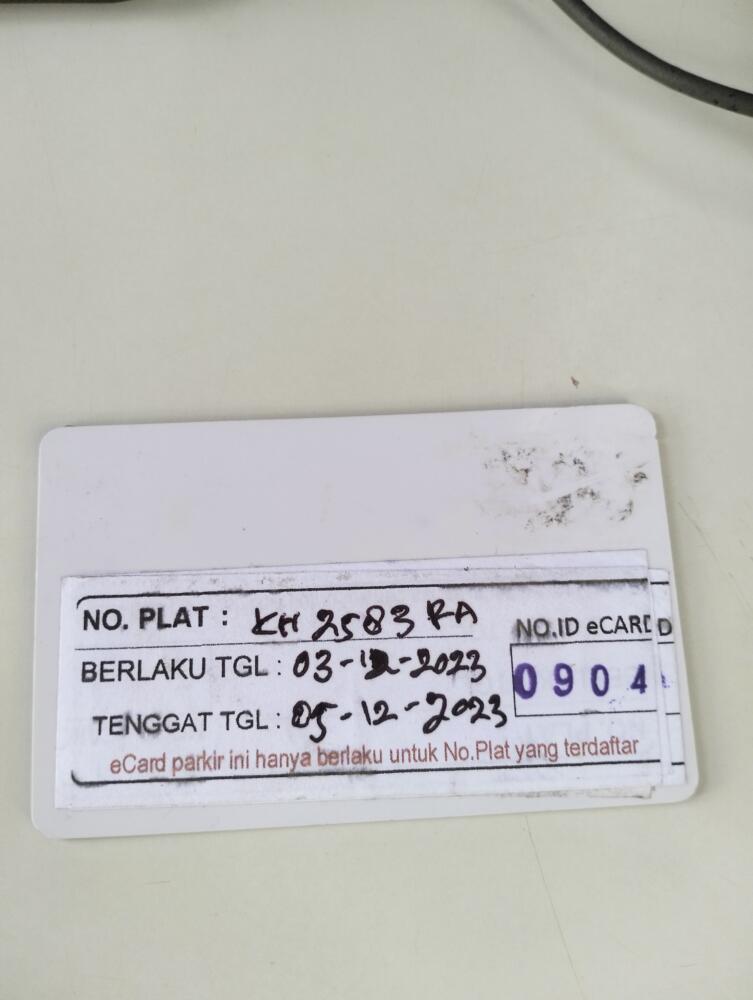 NO. PLAT : KH 2583 RA
NO.ID eCARD
BERLAKU TGL : 03-12-2023
0904
TENGGAT TGL : 05-12-2023
eCard parkir ini hanya berlaku untuk No.Plat yang terdaftar